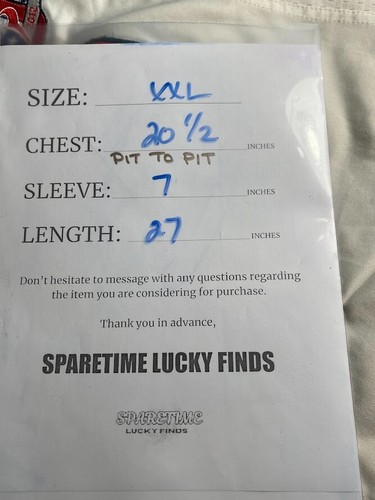 SIZE: XXL
CHEST: 20 1/2 INCHES
PIT TO PIT
SLEEVE: 7 INCHES
LENGTH: 27 INCHES
Don't hesitate to message with any questions regarding
the item you are considering for purchase.
Thank you in advance,
SPARETIME LUCKY FINDS
SPARETIME
LUCKY FINDS